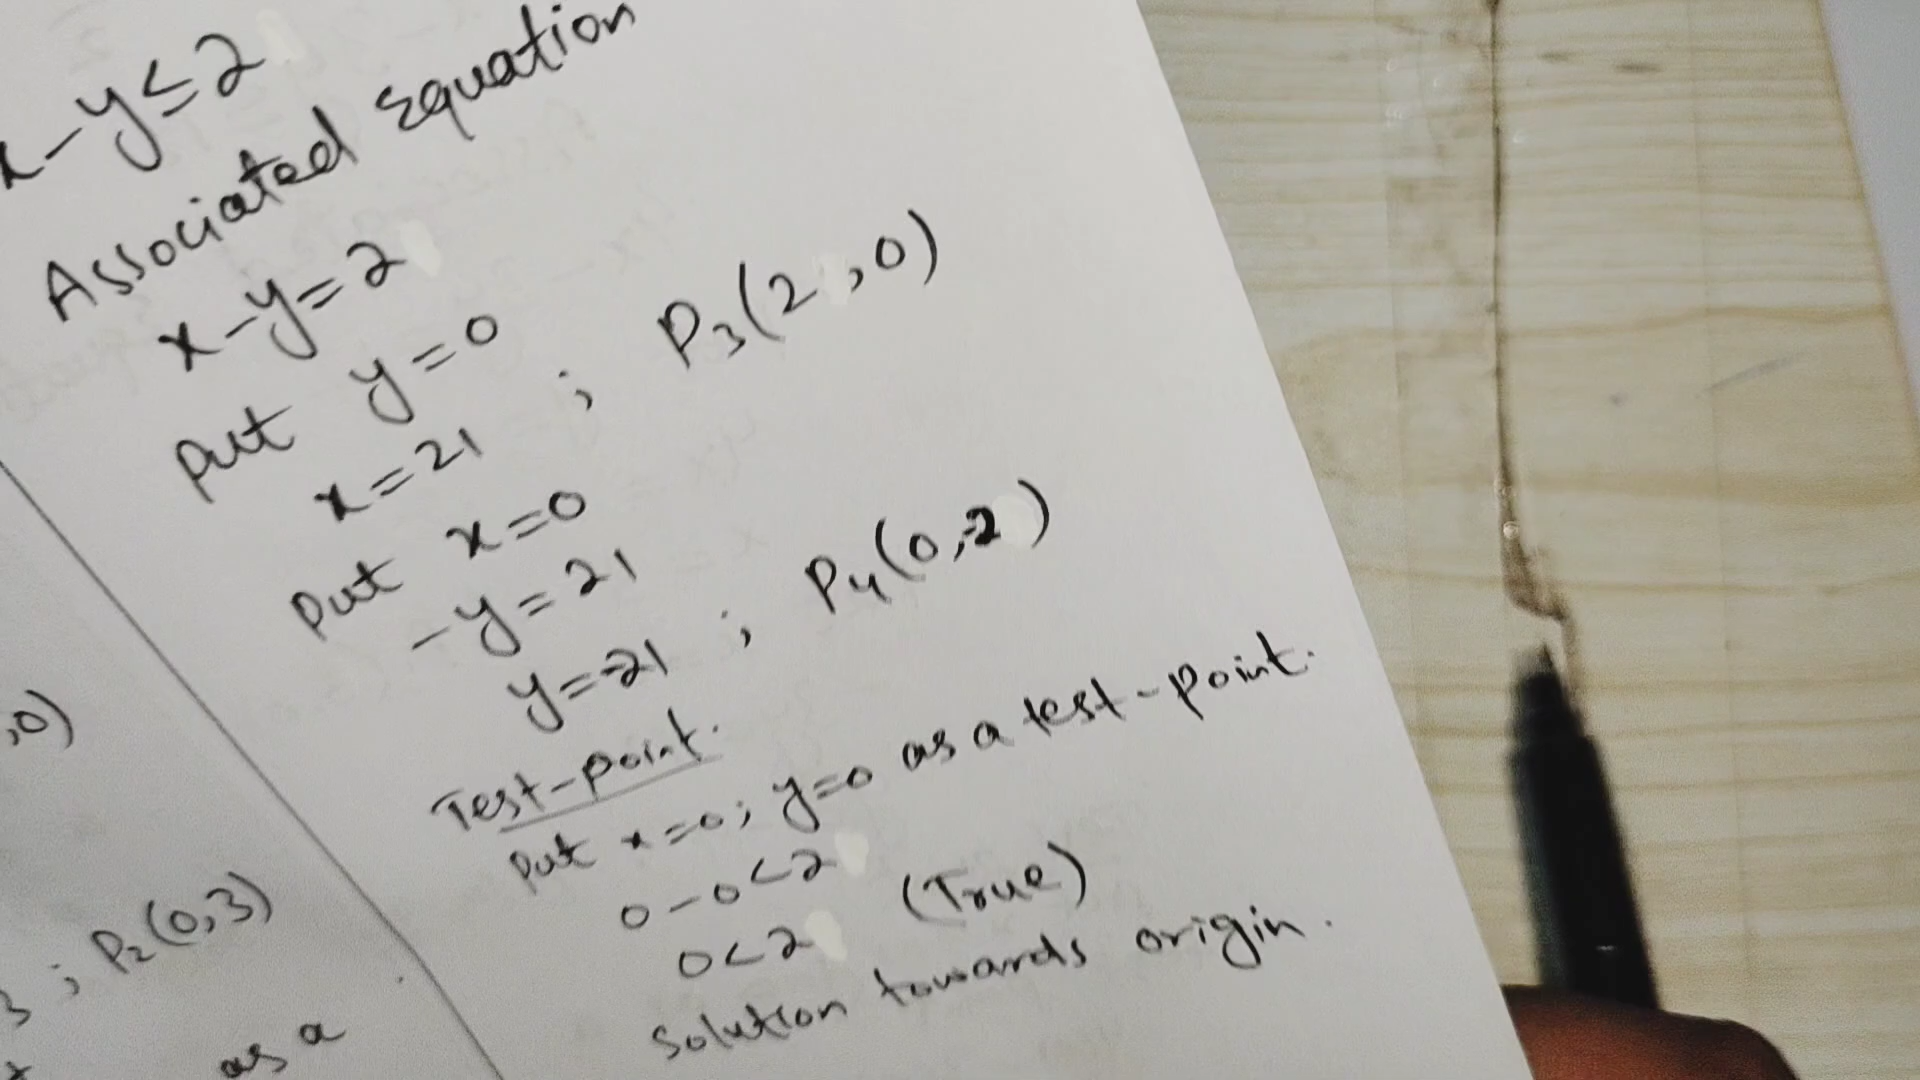 x-y≤2
Associated Equation
x-y=2
Put y=0
x=21 ; P₃(2,0)
Put x=0
-y=21
y=-21 ; P₄(0,-2)
Test-point.
Put x=0; y=0 as a test-point.
0-0<2
0<2 (True)
Solution towards origin.
,0)
3 ; P₂(0,3)
as a